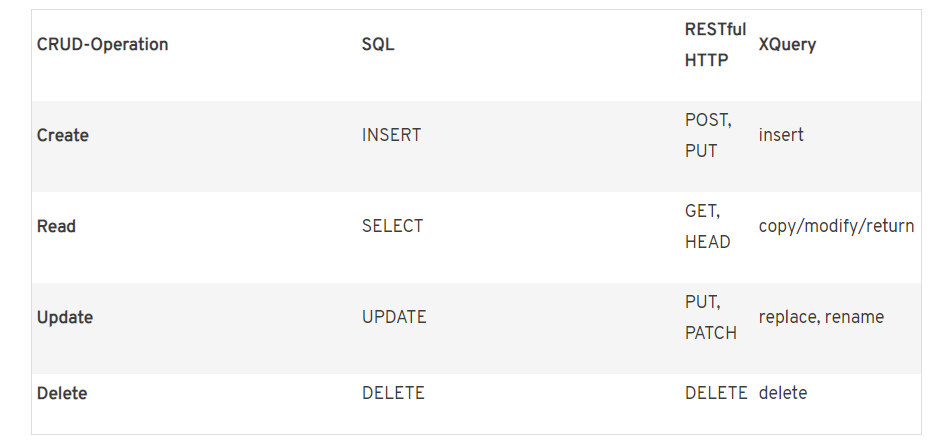 CRUD-Operation SQL RESTful HTTP XQuery
Create INSERT POST, PUT insert
Read SELECT GET, HEAD copy/modify/return
Update UPDATE PUT, PATCH replace, rename
Delete DELETE DELETE delete